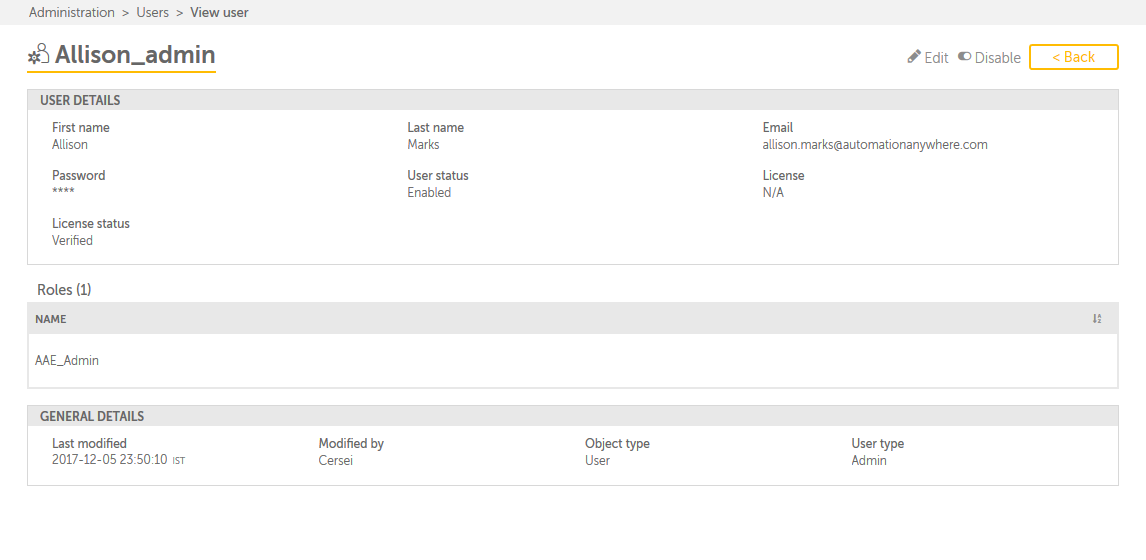 Administration > Users > View user
Allison_admin
Edit Disable < Back
USER DETAILS
First name Last name Email
Allison Marks allison.marks@automationanywhere.com
Password User status License
**** Enabled N/A
License status
Verified
Roles (1)
NAME
AAE_Admin
GENERAL DETAILS
Last modified Modified by Object type User type
2017-12-05 23:50:10 IST Cersei User Admin